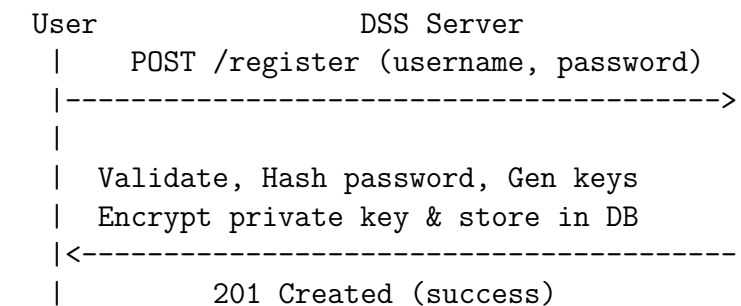 User                DSS Server
 |    POST /register (username, password)
 |---------------------------------------->
 |
 |  Validate, Hash password, Gen keys
 |  Encrypt private key & store in DB
 |<----------------------------------------
 |         201 Created (success)